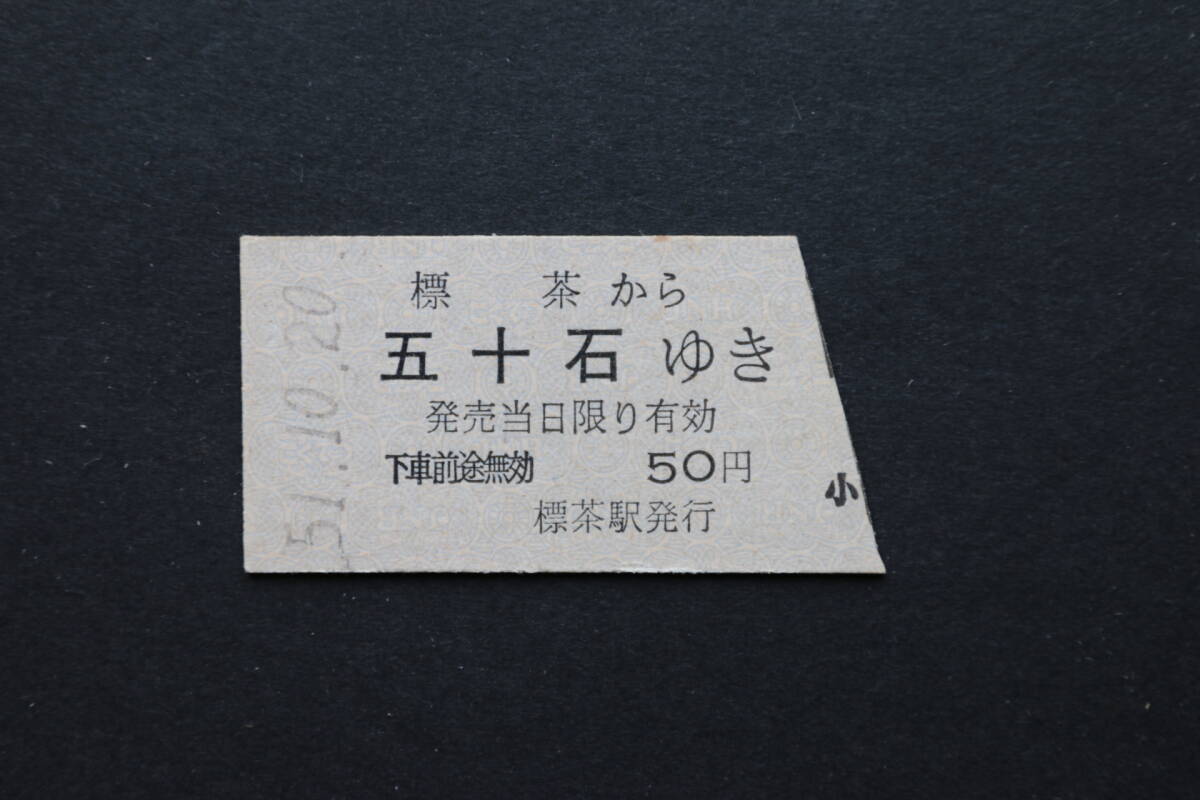 51.10.20
標茶から
五十石ゆき
発売当日限り有効
下車前途無効 50円
小
標茶駅発行